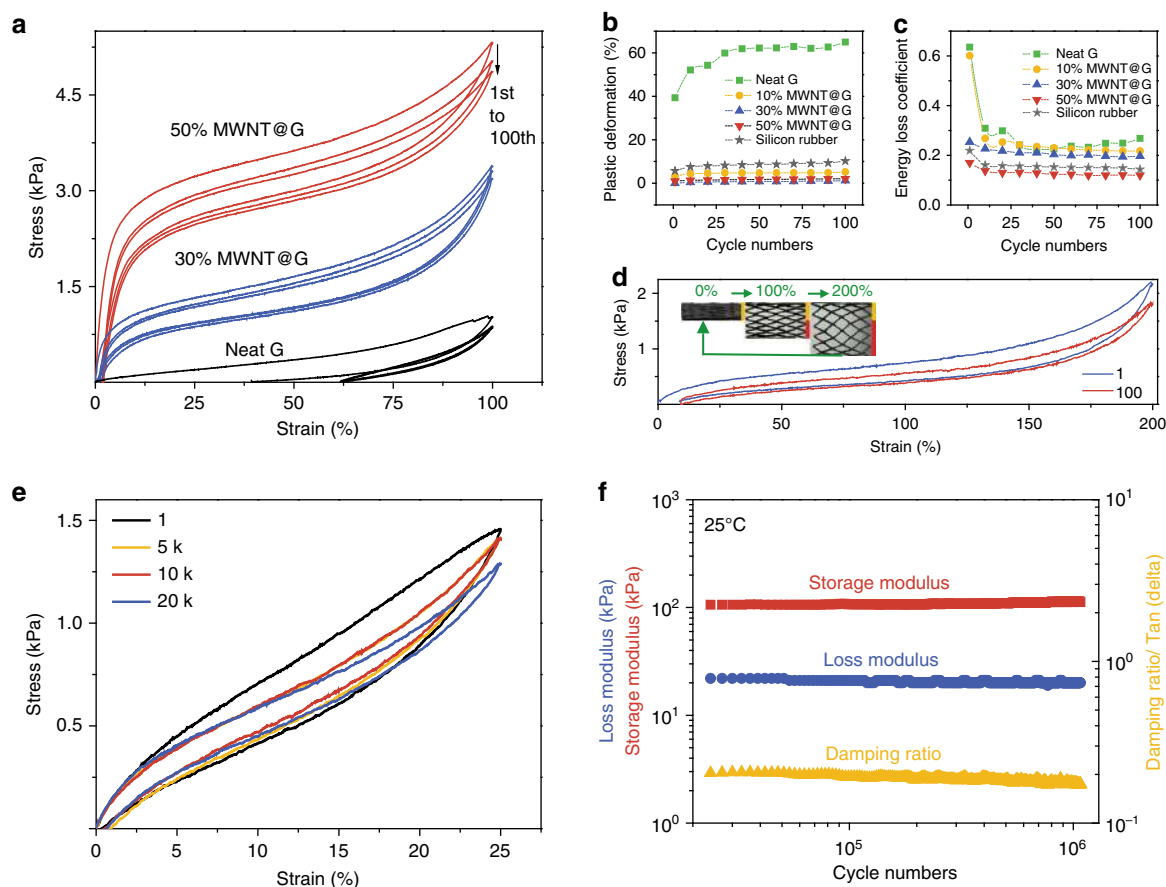 a
Stress (kPa)
4.5
3.0
1.5
0
0
25
50
75
100
Strain (%)
50% MWNT@G
30% MWNT@G
Neat G
1st
to
100th
b
Plastic deformation (%)
60
40
20
0
0
25
50
75
100
Cycle numbers
Neat G
10% MWNT@G
30% MWNT@G
50% MWNT@G
Silicon rubber
c
Energy loss coefficient
0.6
0.4
0.2
0.0
0
25
50
75
100
Cycle numbers
Neat G
10% MWNT@G
30% MWNT@G
50% MWNT@G
Silicon rubber
d
Stress (kPa)
2
1
0
0
50
100
150
200
Strain (%)
0%
100%
200%
1
100
e
Stress (kPa)
1.5
1.0
0.5
0
0
5
10
15
20
25
Strain (%)
1
5 k
10 k
20 k
f
Loss modulus (kPa)
Storage modulus (kPa)
10³
10²
10¹
10⁰
25°C
Storage modulus
Loss modulus
Damping ratio
10⁵
10⁶
Cycle numbers
10¹
10⁰
10⁻¹
Damping ratio/ Tan (delta)